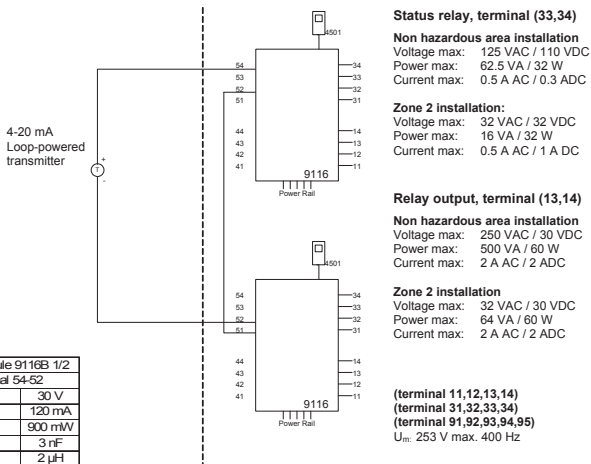 4501
54
53
52
51
44
43
42
41
34
33
32
31
14
13
12
11
9116
Power Rail
4-20 mA
Loop-powered
transmitter
+
T
-
4501
54
53
52
51
44
43
42
41
34
33
32
31
14
13
12
11
9116
Power Rail
ule 9116B 1/2
al 54-52
30 V
120 mA
900 mW
3 nF
2 µH
Status relay, terminal (33,34)
Non hazardous area installation
Voltage max: 125 VAC / 110 VDC
Power max: 62.5 VA / 32 W
Current max: 0.5 A AC / 0.3 ADC
Zone 2 installation:
Voltage max: 32 VAC / 32 VDC
Power max: 16 VA / 32 W
Current max: 0.5 A AC / 1 A DC
Relay output, terminal (13,14)
Non hazardous area installation
Voltage max: 250 VAC / 30 VDC
Power max: 500 VA / 60 W
Current max: 2 A AC / 2 ADC
Zone 2 installation
Voltage max: 32 VAC / 30 VDC
Power max: 64 VA / 60 W
Current max: 2 A AC / 2 ADC
(terminal 11,12,13,14)
(terminal 31,32,33,34)
(terminal 91,92,93,94,95)
Um: 253 V max. 400 Hz